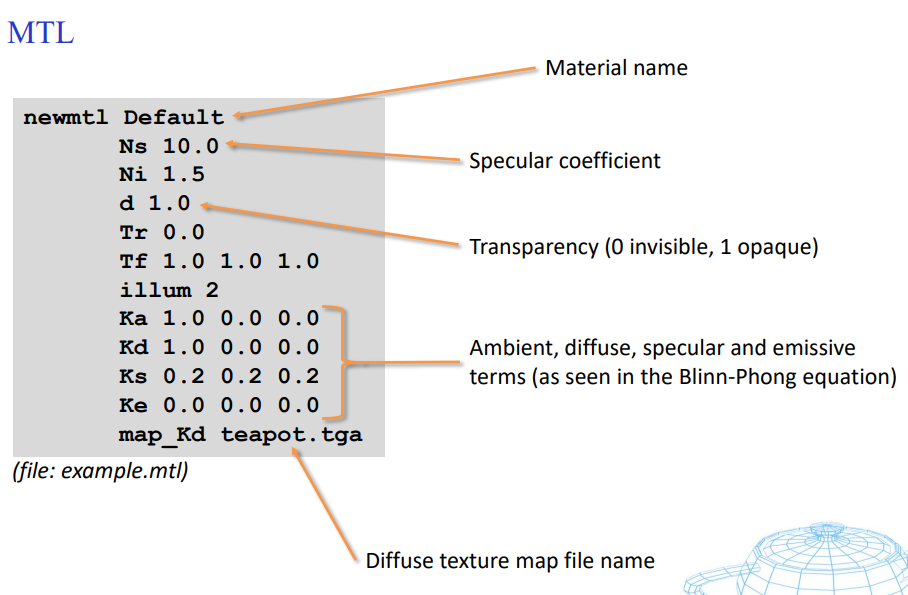 MTL
Material name
newmtl Default
Ns 10.0
Specular coefficient
Ni 1.5
d 1.0
Transparency (0 invisible, 1 opaque)
Tr 0.0
Tf 1.0 1.0 1.0
illum 2
Ka 1.0 0.0 0.0
Kd 1.0 0.0 0.0
Ks 0.2 0.2 0.2
Ke 0.0 0.0 0.0
Ambient, diffuse, specular and emissive
terms (as seen in the Blinn-Phong equation)
map_Kd teapot.tga
(file: example.mtl)
Diffuse texture map file name